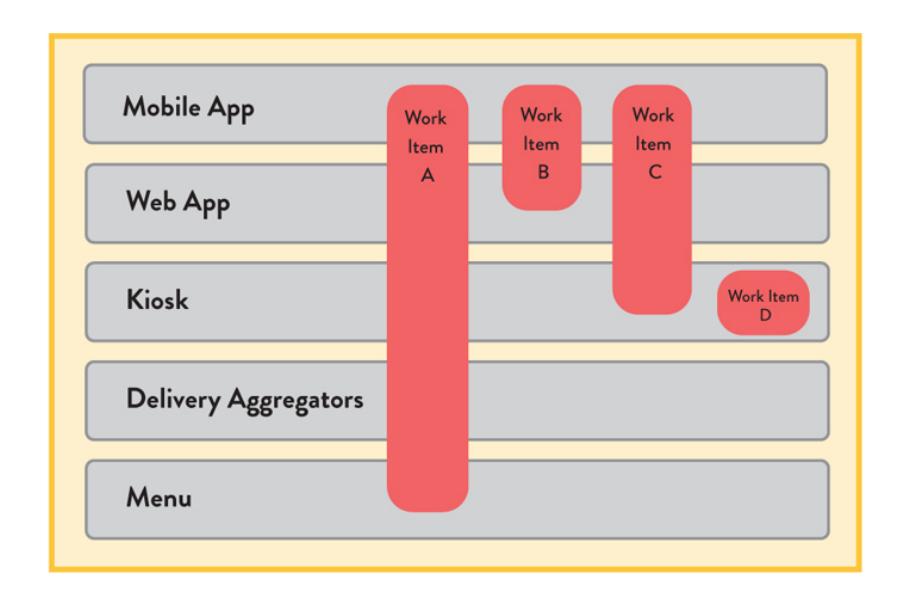 Mobile App
Work
Item
A
Work
Item
B
Work
Item
C
Web App
Kiosk
Work Item
D
Delivery Aggregators
Menu